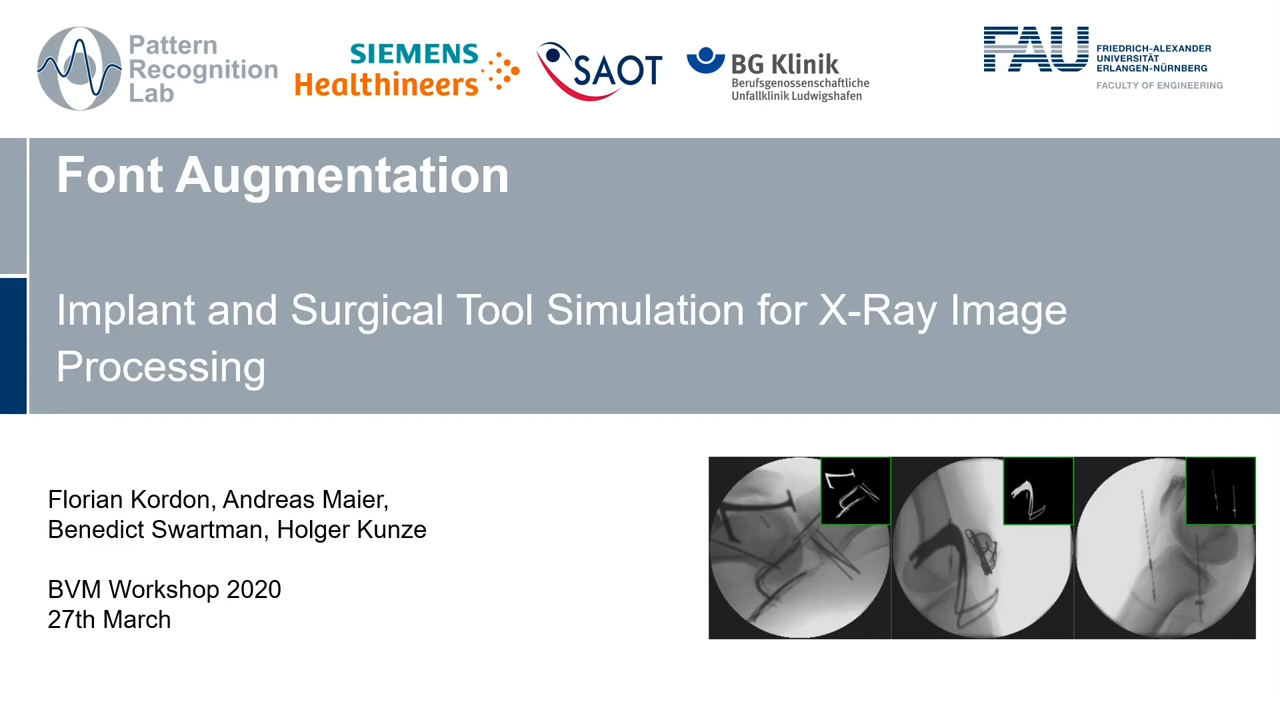 Pattern
Recognition
Lab
SIEMENS
Healthineers
SAOT
BG Klinik
Berufsgenossenschaftliche
Unfallklinik Ludwigshafen
FAU
FRIEDRICH-ALEXANDER
UNIVERSITÄT
ERLANGEN-NÜRNBERG
FACULTY OF ENGINEERING
Font Augmentation
Implant and Surgical Tool Simulation for X-Ray Image
Processing
Florian Kordon, Andreas Maier,
Benedict Swartman, Holger Kunze
BVM Workshop 2020
27th March